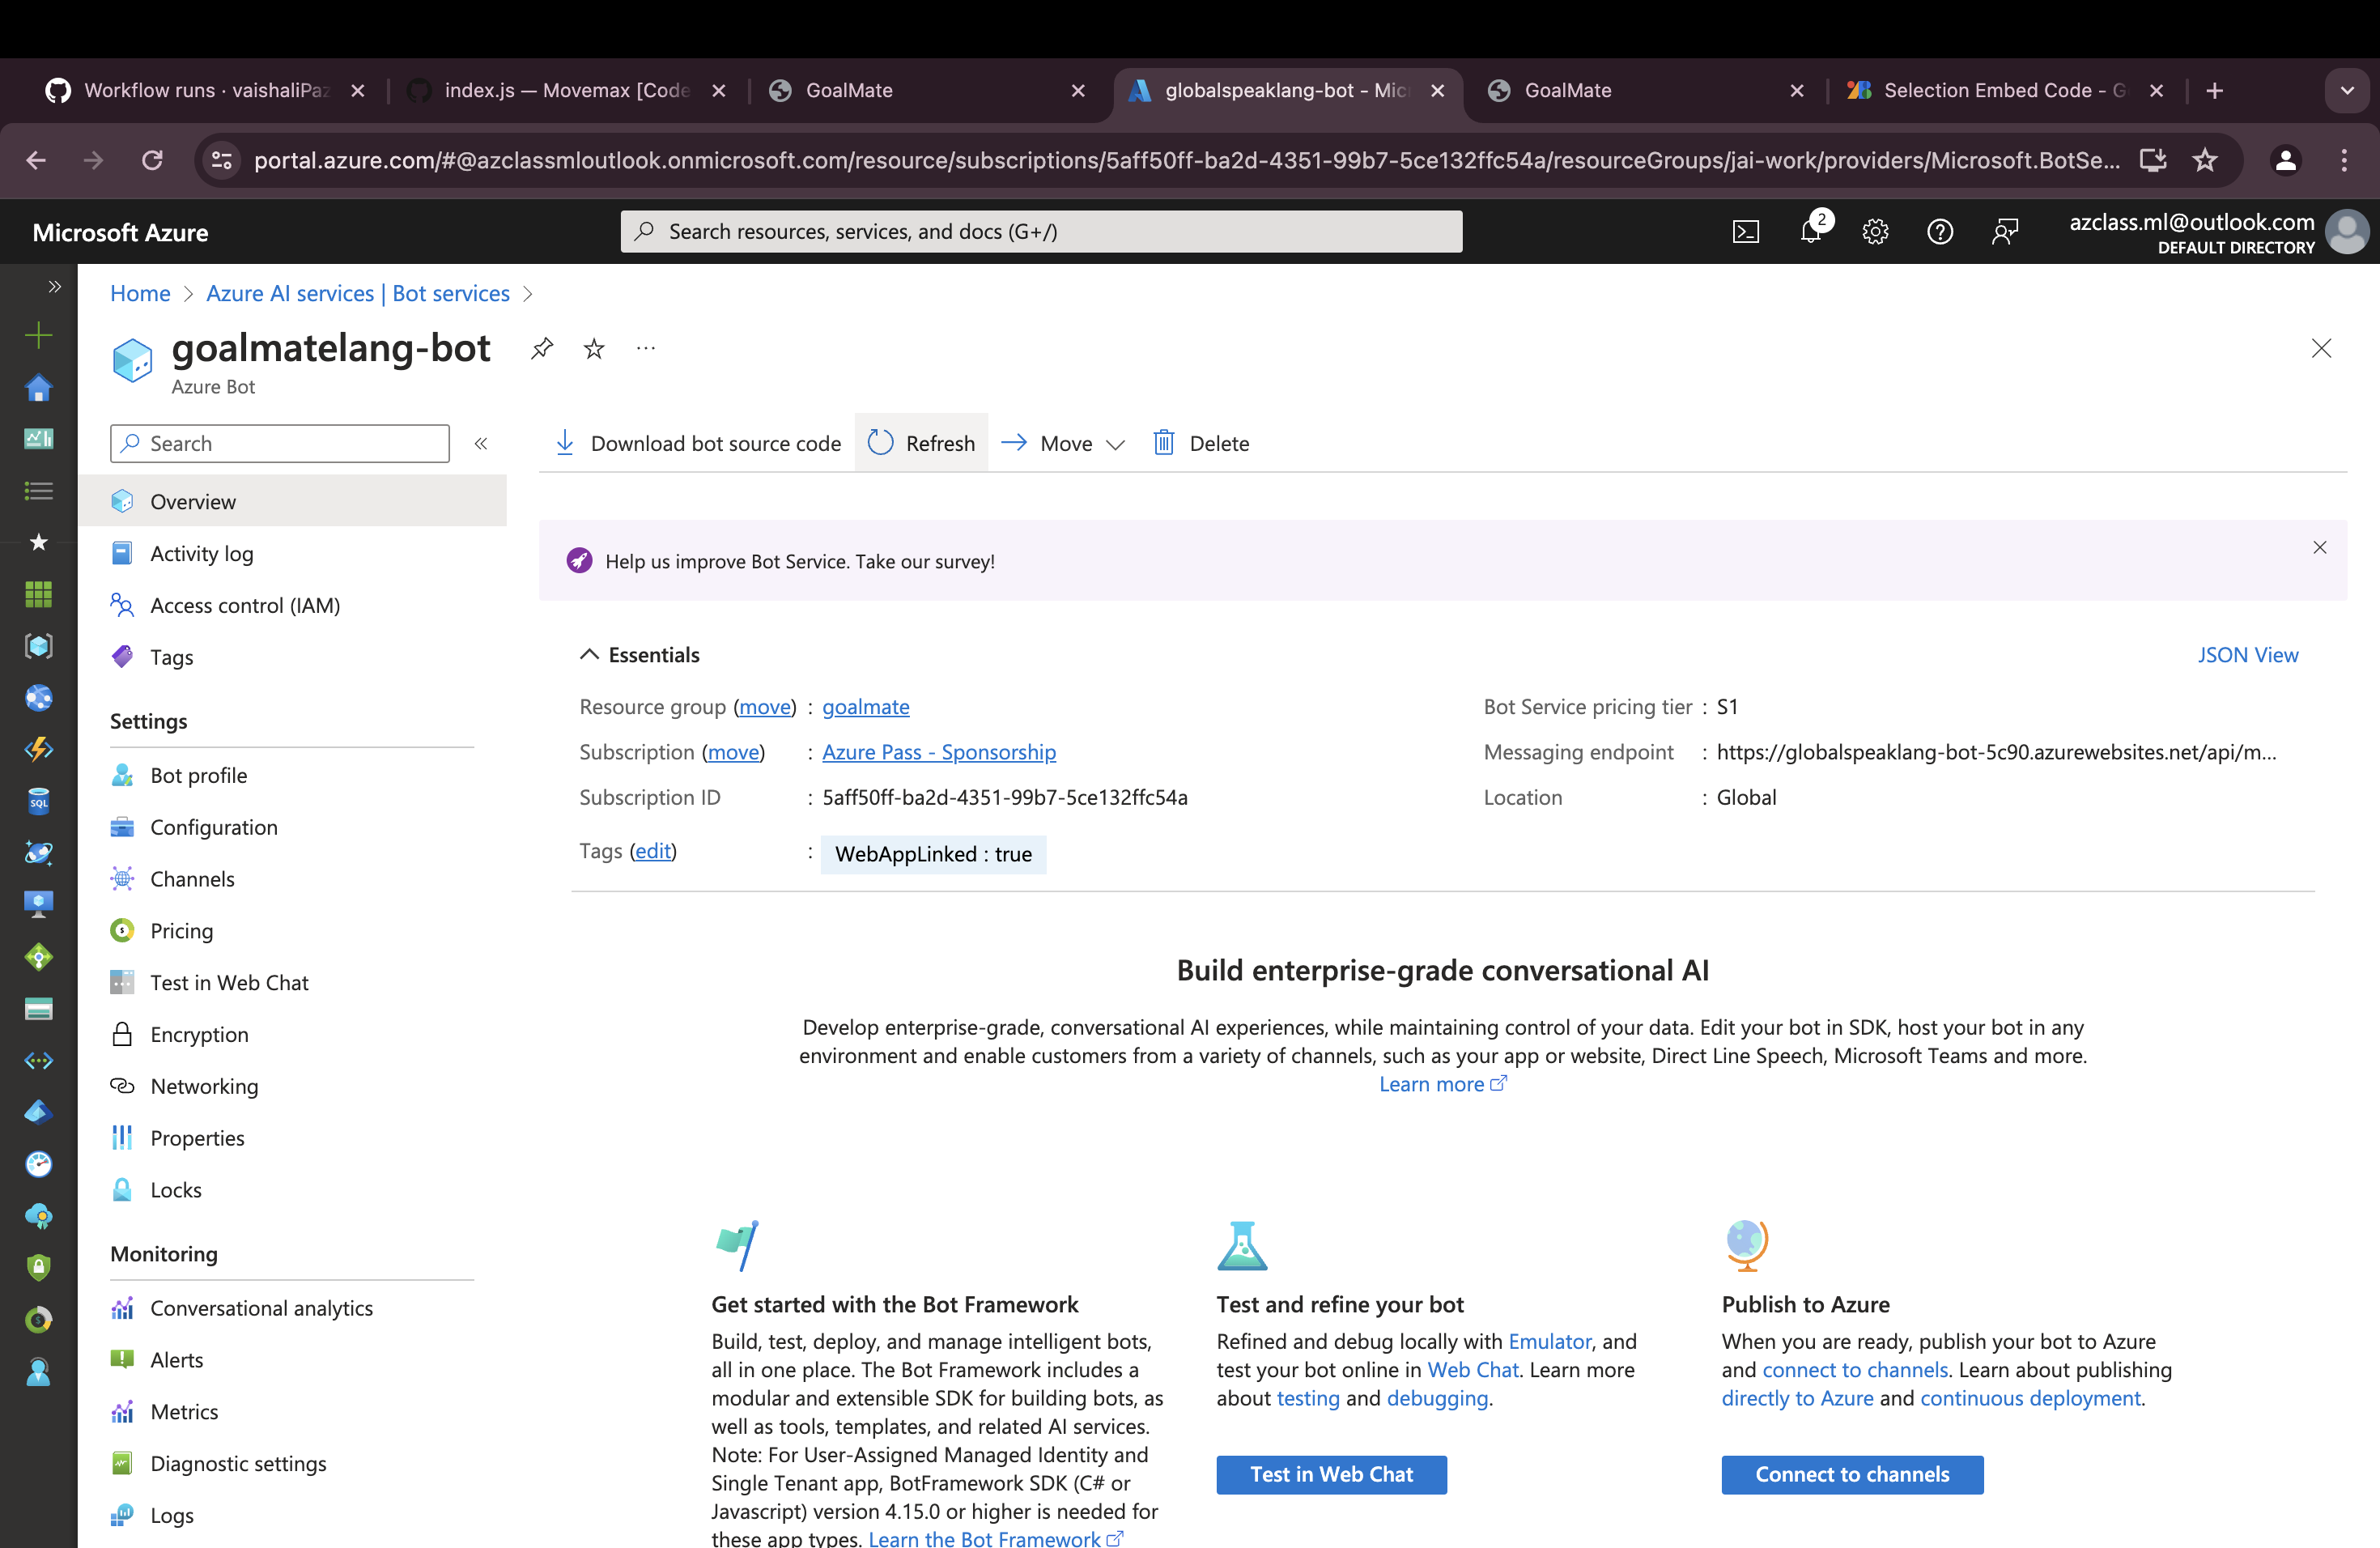 Workflow runs · vaishaliPaz
index.js — Movemax [Code
GoalMate
globalspeaklang-bot - Mic
GoalMate
Selection Embed Code - G
portal.azure.com/#@azclassmloutlook.onmicrosoft.com/resource/subscriptions/5aff50ff-ba2d-4351-99b7-5ce132ffc54a/resourceGroups/jai-work/providers/Microsoft.BotSe...
Microsoft Azure
Search resources, services, and docs (G+/)
2
azclass.ml@outlook.com
DEFAULT DIRECTORY
Home > Azure AI services | Bot services >
goalmatelang-bot
Azure Bot
Search
Download bot source code
Refresh
Move
Delete
Overview
Activity log
Access control (IAM)
Tags
Settings
Bot profile
Configuration
Channels
Pricing
Test in Web Chat
Encryption
Networking
Properties
Locks
Monitoring
Conversational analytics
Alerts
Metrics
Diagnostic settings
Logs
Help us improve Bot Service. Take our survey!
Essentials
JSON View
Resource group (move) : goalmate
Subscription (move) : Azure Pass - Sponsorship
Subscription ID : 5aff50ff-ba2d-4351-99b7-5ce132ffc54a
Tags (edit) : WebAppLinked : true
Bot Service pricing tier : S1
Messaging endpoint : https://globalspeaklang-bot-5c90.azurewebsites.net/api/m...
Location : Global
Build enterprise-grade conversational AI
Develop enterprise-grade, conversational AI experiences, while maintaining control of your data. Edit your bot in SDK, host your bot in any
environment and enable customers from a variety of channels, such as your app or website, Direct Line Speech, Microsoft Teams and more.
Learn more
Get started with the Bot Framework
Build, test, deploy, and manage intelligent bots,
all in one place. The Bot Framework includes a
modular and extensible SDK for building bots, as
well as tools, templates, and related AI services.
Note: For User-Assigned Managed Identity and
Single Tenant app, BotFramework SDK (C# or
Javascript) version 4.15.0 or higher is needed for
these app types. Learn the Bot Framework
Test and refine your bot
Refined and debug locally with Emulator, and
test your bot online in Web Chat. Learn more
about testing and debugging.
Test in Web Chat
Publish to Azure
When you are ready, publish your bot to Azure
and connect to channels. Learn about publishing
directly to Azure and continuous deployment.
Connect to channels